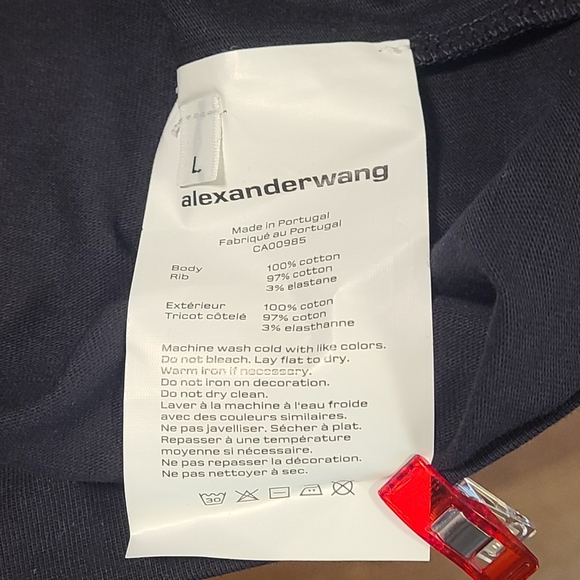 L
alexanderwang
Made in Portugal
Fabriqué au Portugal
CA00985
Body 100% cotton
Rib 97% cotton
3% elastane
Extérieur 100% coton
Tricot côtelé 97% coton
3% elasthanne
Machine wash cold with like colors.
Do not bleach. Lay flat to dry.
Warm iron if necessary.
Do not iron on decoration.
Do not dry clean.
Laver à la machine à l'eau froide
avec des couleurs similaires.
Ne pas javelliser. Sécher à plat.
Repasser à une température
moyenne si nécessaire.
Ne pas repasser la décoration.
Ne pas nettoyer à sec.
30